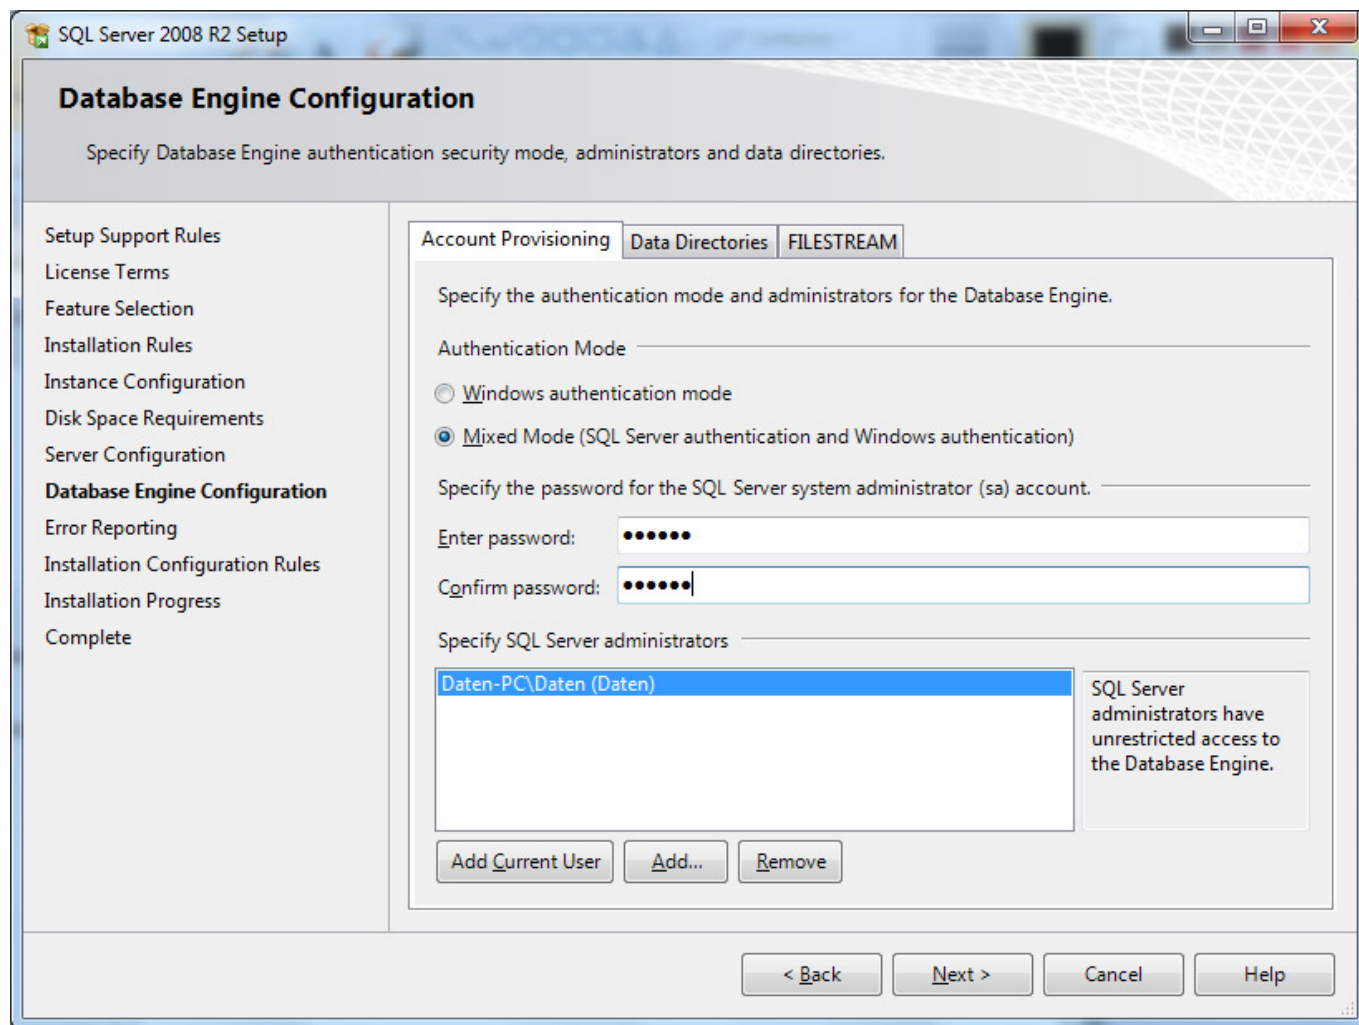 SQL Server 2008 R2 Setup
Database Engine Configuration
Specify Database Engine authentication security mode, administrators and data directories.
Setup Support Rules
License Terms
Feature Selection
Installation Rules
Instance Configuration
Disk Space Requirements
Server Configuration
Database Engine Configuration
Error Reporting
Installation Configuration Rules
Installation Progress
Complete
Account Provisioning
Data Directories
FILESTREAM
Specify the authentication mode and administrators for the Database Engine.
Authentication Mode
Windows authentication mode
Mixed Mode (SQL Server authentication and Windows authentication)
Specify the password for the SQL Server system administrator (sa) account.
Enter password: ●●●●●●
Confirm password: ●●●●●●
Specify SQL Server administrators
Daten-PC\Daten (Daten)
SQL Server
administrators have
unrestricted access to
the Database Engine.
Add Current User
Add...
Remove
< Back
Next >
Cancel
Help